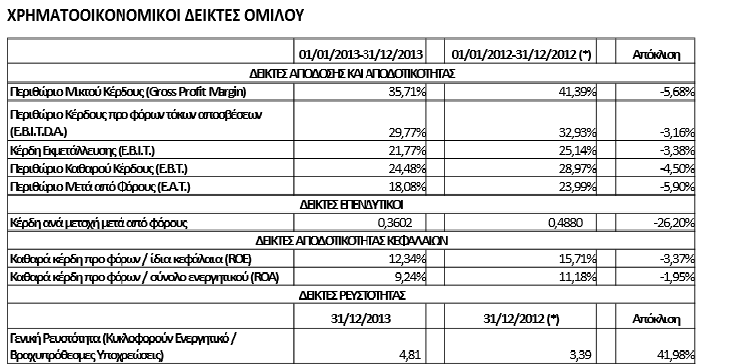 ΧΡΗΜΑΤΟΟΙΚΟΝΟΜΙΚΟΙ ΔΕΙΚΤΕΣ ΟΜΙΛΟΥ
01/01/2013-31/12/2013 01/01/2012-31/12/2012 (*) Απόκλιση
ΔΕΙΚΤΕΣ ΑΠΟΔΟΣΗΣ ΚΑΙ ΑΠΟΔΟΤΙΚΟΤΗΤΑΣ
Περιθώριο Μικτού Κέρδους (Gross Profit Margin) 35,71% 41,39% -5,68%
Περιθώριο Κέρδους προ φόρων τόκων αποσβέσεων
(E.B.I.T.D.A.) 29,77% 32,93% -3,16%
Κέρδη Εκμετάλλευσης (E.B.I.T.) 21,77% 25,14% -3,38%
Περιθώριο Καθαρού Κέρδους (E.B.T.) 24,48% 28,97% -4,50%
Περιθώριο Μετά από Φόρους (E.A.T.) 18,08% 23,99% -5,90%
ΔΕΙΚΤΕΣ ΕΠΕΝΔΥΤΙΚΟΙ
Κέρδη ανά μετοχή μετά από φόρους 0,3602 0,4880 -26,20%
ΔΕΙΚΤΕΣ ΑΠΟΔΟΤΙΚΟΤΗΤΑΣ ΚΕΦΑΛΑΙΩΝ
Καθαρά κέρδη προ φόρων / ίδια κεφάλαια (ROE) 12,34% 15,71% -3,37%
Καθαρά κέρδη προ φόρων / σύνολο ενεργητικού (ROA) 9,24% 11,18% -1,95%
ΔΕΙΚΤΕΣ ΡΕΥΣΤΟΤΗΤΑΣ
31/12/2013 31/12/2012 (*) Απόκλιση
Γενική Ρευστότητα (Κυκλοφορούν Ενεργητικό /
Βραχυπρόθεσμες Υποχρεώσεις) 4,81 3,39 41,98%